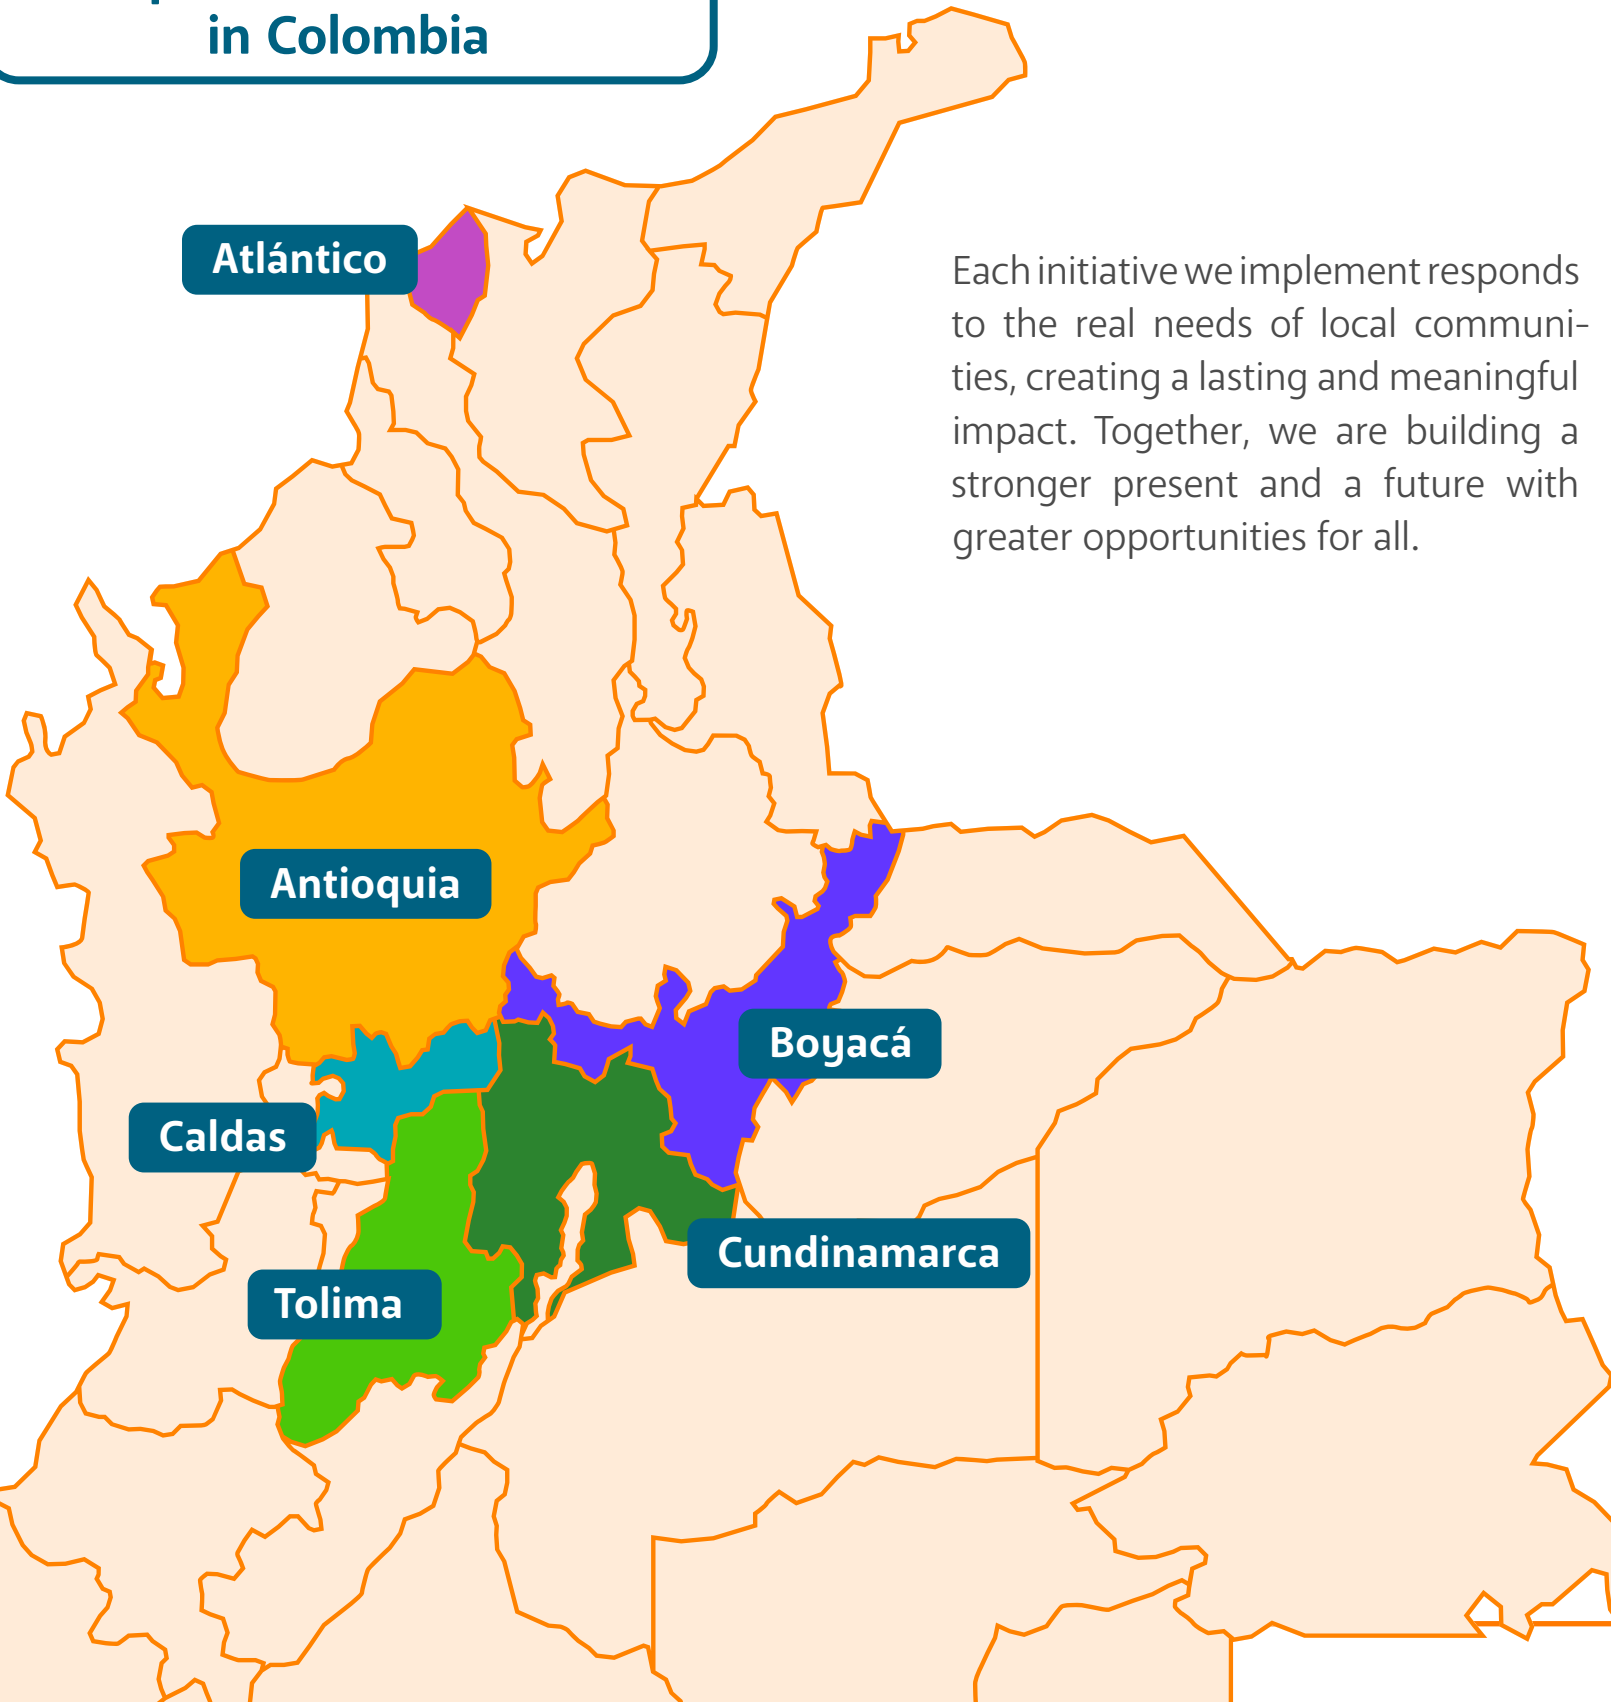 in Colombia
Atlántico
Each initiative we implement responds
to the real needs of local communi-
ties, creating a lasting and meaningful
impact. Together, we are building a
stronger present and a future with
greater opportunities for all.
Antioquia
Boyacá
Caldas
Cundinamarca
Tolima